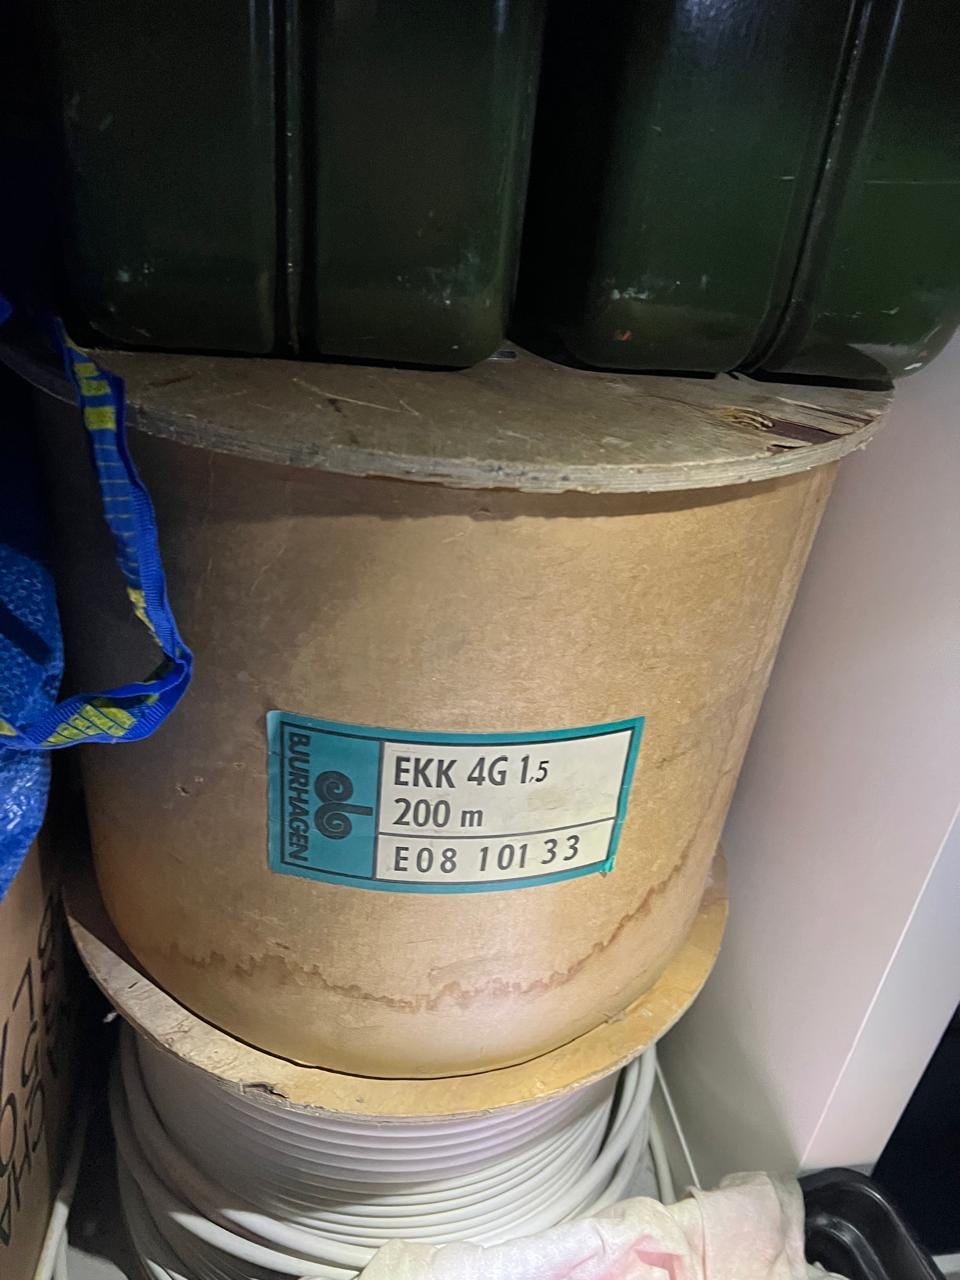 BJURHAGEN
EKK 4G 1,5
200 m
E08 101 33